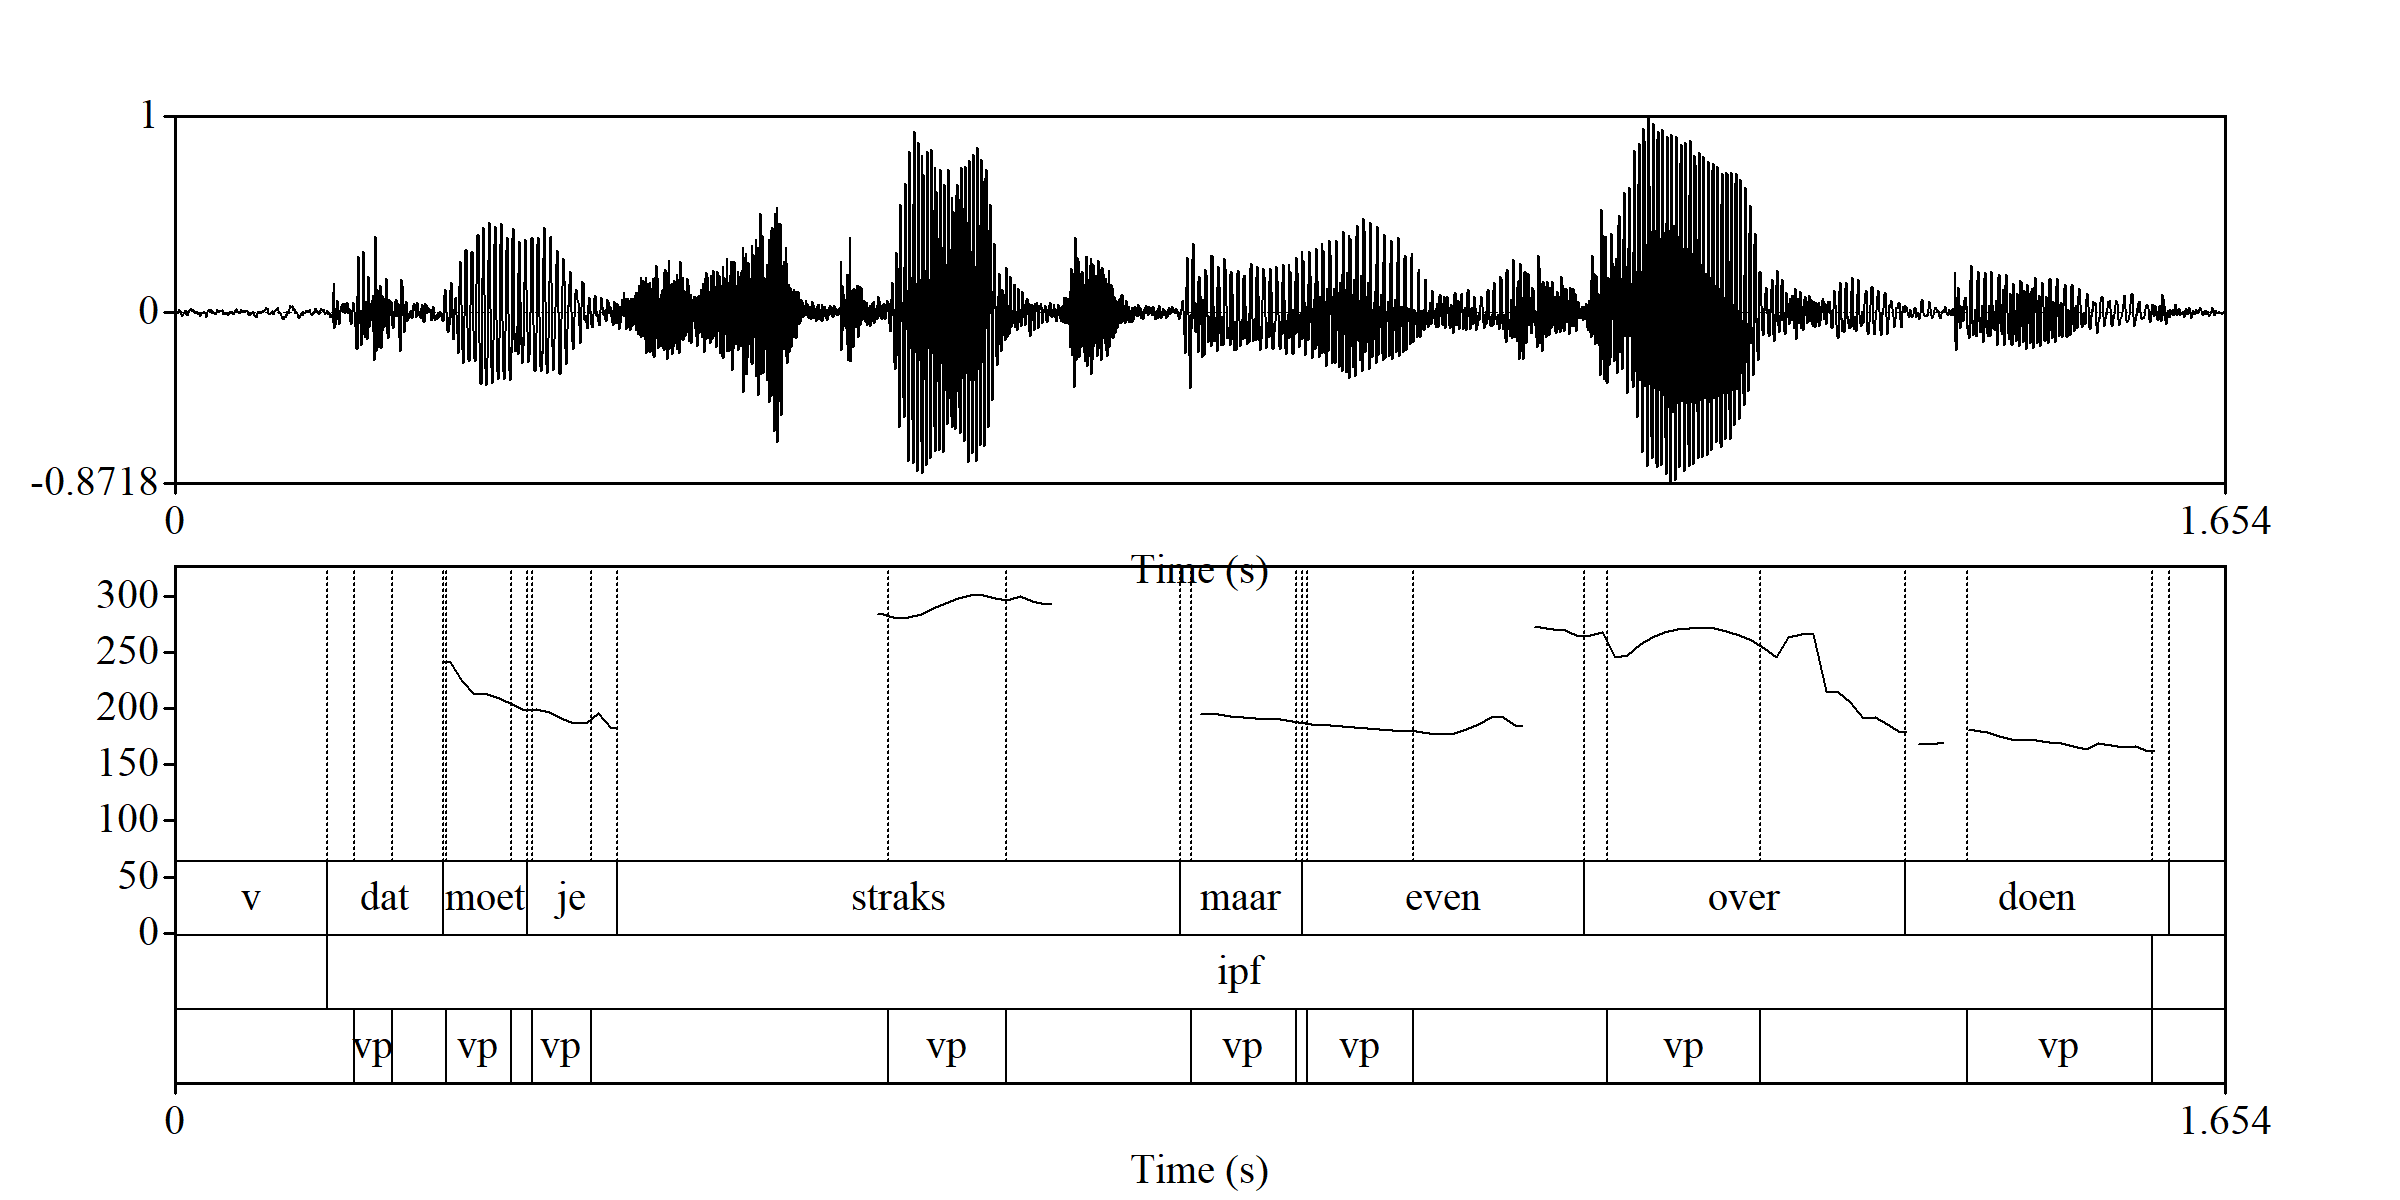 1
0
-0.8718
0 1.654
Time (s)
300
250
200
150
100
50
0
v dat moet je straks maar even over doen
ipf
vp vp vp vp vp vp vp vp
0 1.654
Time (s)